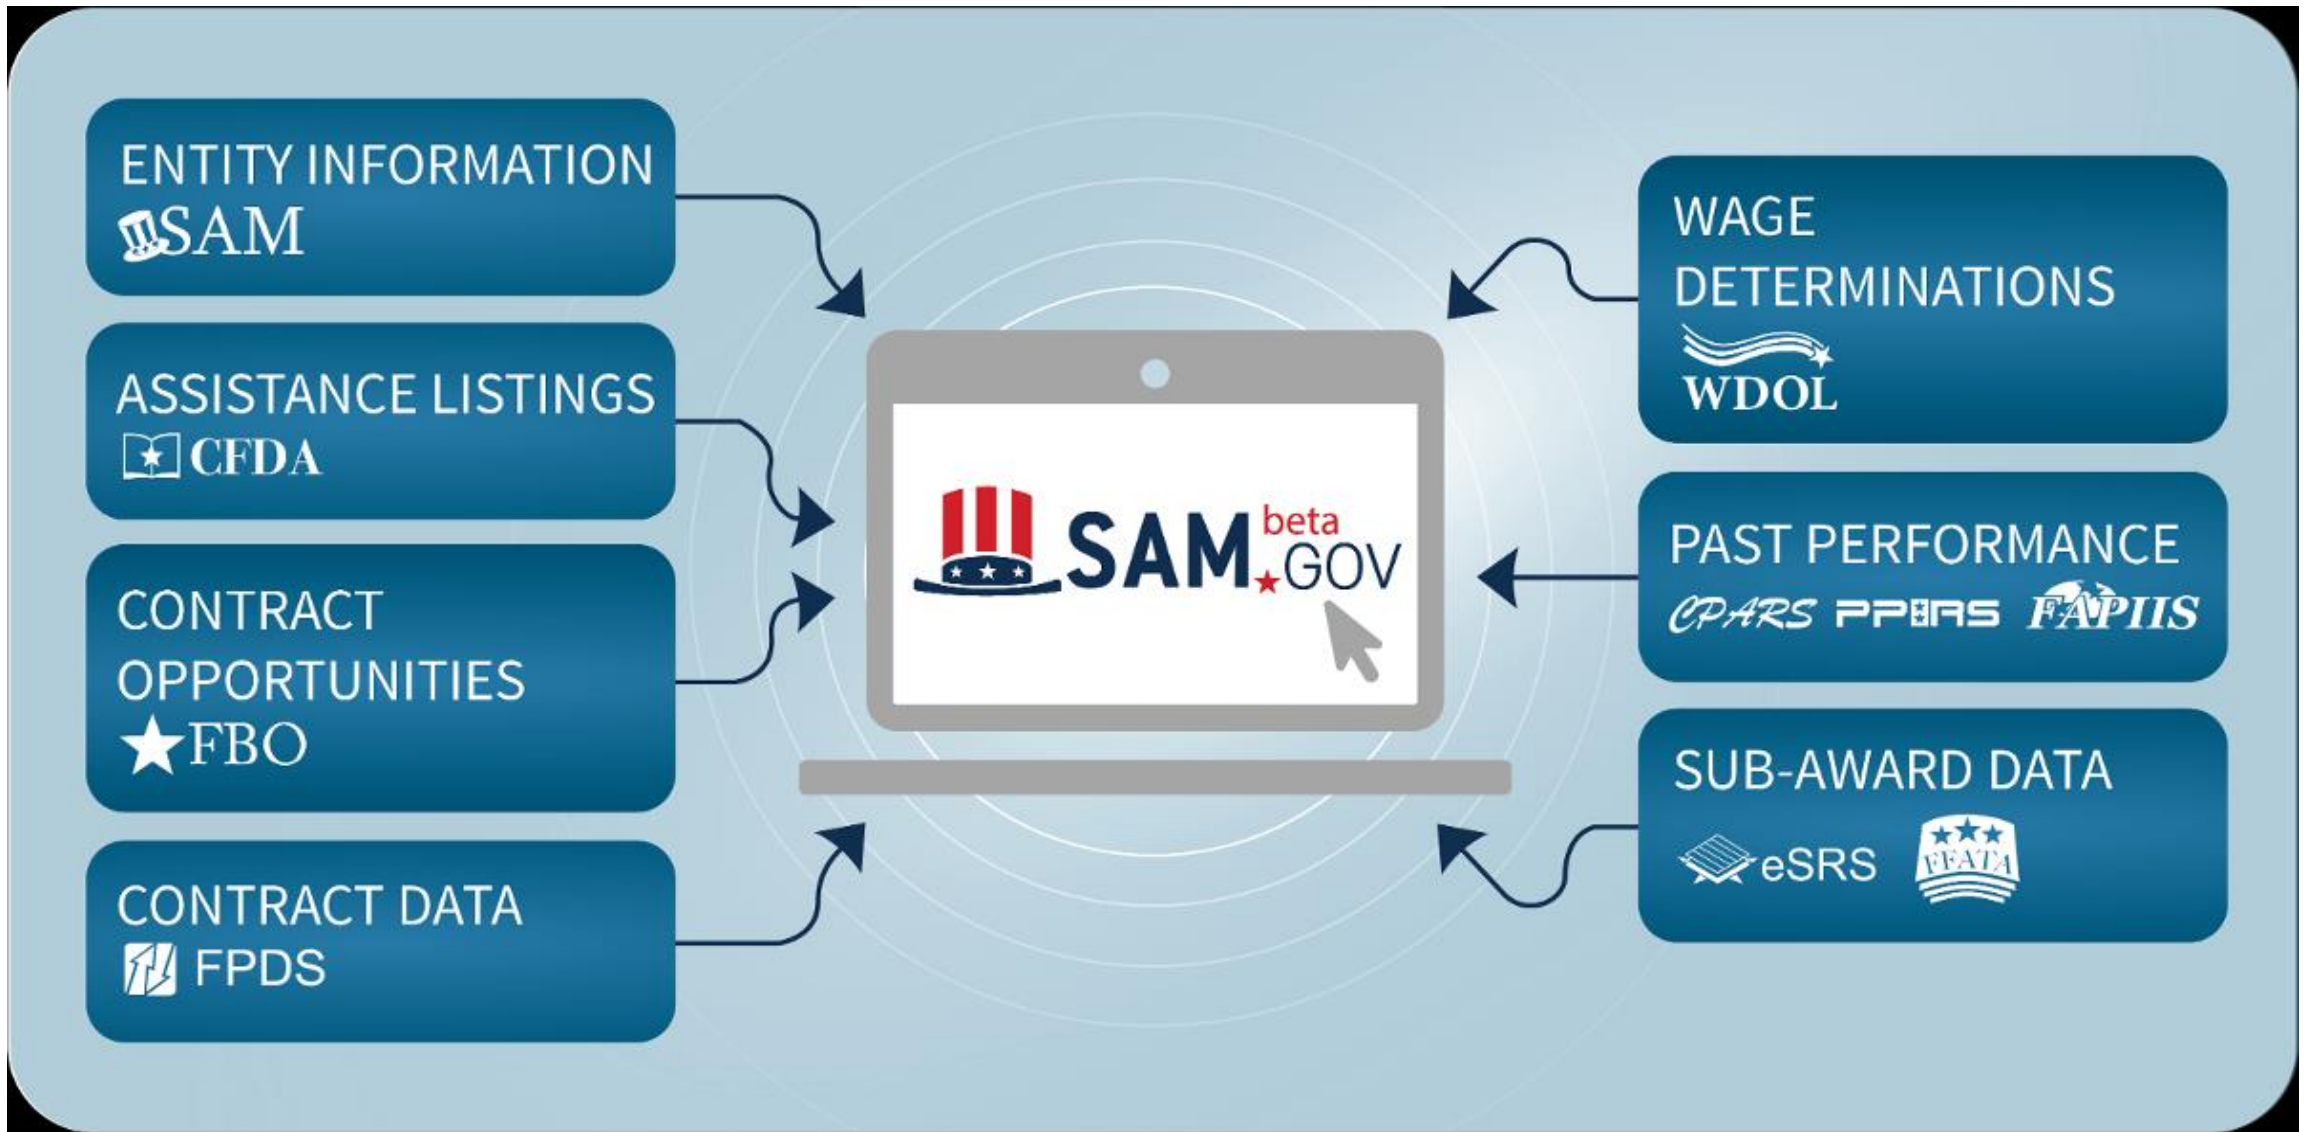 ENTITY INFORMATION
SAM
ASSISTANCE LISTINGS
CFDA
CONTRACT
OPPORTUNITIES
FBO
CONTRACT DATA
FPDS
SAM.GOV
beta
WAGE
DETERMINATIONS
WDOL
PAST PERFORMANCE
CPARS PPIRS FAPIIS
SUB-AWARD DATA
eSRS FFATA